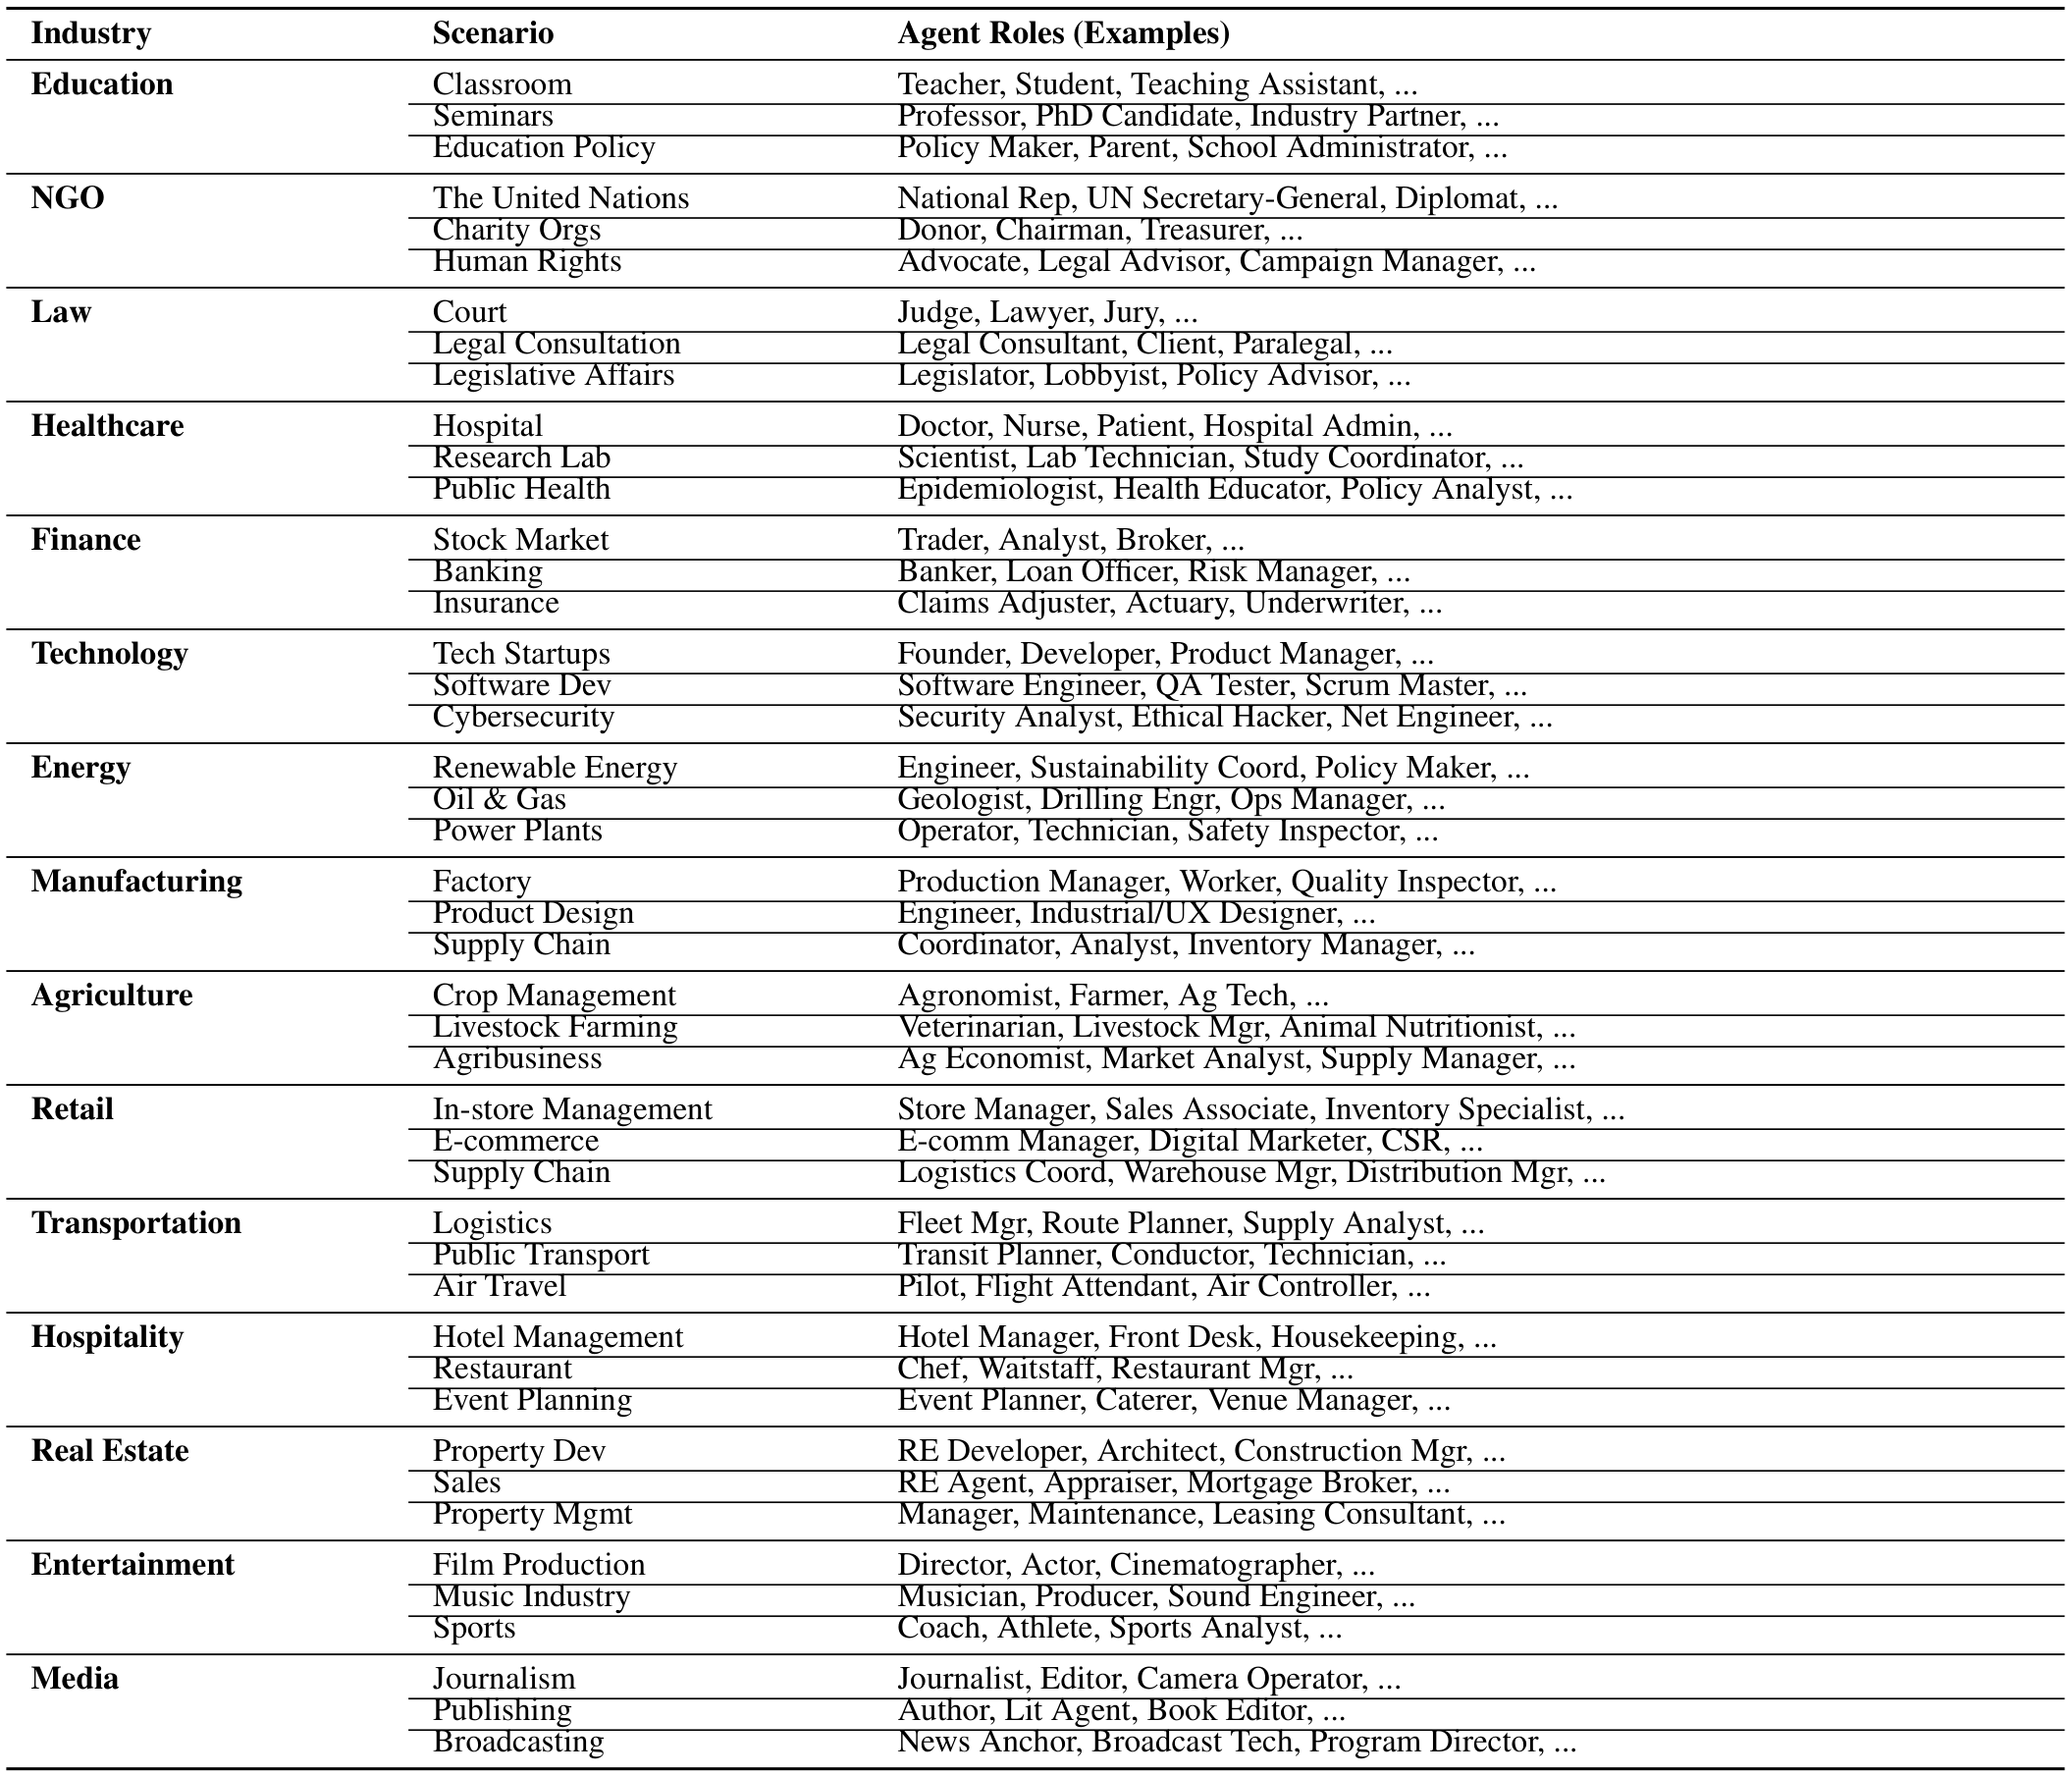 Industry Scenario Agent Roles (Examples)
Education Classroom Teacher, Student, Teaching Assistant, ...
Seminars Professor, PhD Candidate, Industry Partner, ...
Education Policy Policy Maker, Parent, School Administrator, ...
NGO The United Nations National Rep, UN Secretary-General, Diplomat, ...
Charity Orgs Donor, Chairman, Treasurer, ...
Human Rights Advocate, Legal Advisor, Campaign Manager, ...
Law Court Judge, Lawyer, Jury, ...
Legal Consultation Legal Consultant, Client, Paralegal, ...
Legislative Affairs Legislator, Lobbyist, Policy Advisor, ...
Healthcare Hospital Doctor, Nurse, Patient, Hospital Admin, ...
Research Lab Scientist, Lab Technician, Study Coordinator, ...
Public Health Epidemiologist, Health Educator, Policy Analyst, ...
Finance Stock Market Trader, Analyst, Broker, ...
Banking Banker, Loan Officer, Risk Manager, ...
Insurance Claims Adjuster, Actuary, Underwriter, ...
Technology Tech Startups Founder, Developer, Product Manager, ...
Software Dev Software Engineer, QA Tester, Scrum Master, ...
Cybersecurity Security Analyst, Ethical Hacker, Net Engineer, ...
Energy Renewable Energy Engineer, Sustainability Coord, Policy Maker, ...
Oil & Gas Geologist, Drilling Engr, Ops Manager, ...
Power Plants Operator, Technician, Safety Inspector, ...
Manufacturing Factory Production Manager, Worker, Quality Inspector, ...
Product Design Engineer, Industrial/UX Designer, ...
Supply Chain Coordinator, Analyst, Inventory Manager, ...
Agriculture Crop Management Agronomist, Farmer, Ag Tech, ...
Livestock Farming Veterinarian, Livestock Mgr, Animal Nutritionist, ...
Agribusiness Ag Economist, Market Analyst, Supply Manager, ...
Retail In-store Management Store Manager, Sales Associate, Inventory Specialist, ...
E-commerce E-comm Manager, Digital Marketer, CSR, ...
Supply Chain Logistics Coord, Warehouse Mgr, Distribution Mgr, ...
Transportation Logistics Fleet Mgr, Route Planner, Supply Analyst, ...
Public Transport Transit Planner, Conductor, Technician, ...
Air Travel Pilot, Flight Attendant, Air Controller, ...
Hospitality Hotel Management Hotel Manager, Front Desk, Housekeeping, ...
Restaurant Chef, Waitstaff, Restaurant Mgr, ...
Event Planning Event Planner, Caterer, Venue Manager, ...
Real Estate Property Dev RE Developer, Architect, Construction Mgr, ...
Sales RE Agent, Appraiser, Mortgage Broker, ...
Property Mgmt Manager, Maintenance, Leasing Consultant, ...
Entertainment Film Production Director, Actor, Cinematographer, ...
Music Industry Musician, Producer, Sound Engineer, ...
Sports Coach, Athlete, Sports Analyst, ...
Media Journalism Journalist, Editor, Camera Operator, ...
Publishing Author, Lit Agent, Book Editor, ...
Broadcasting News Anchor, Broadcast Tech, Program Director, ...